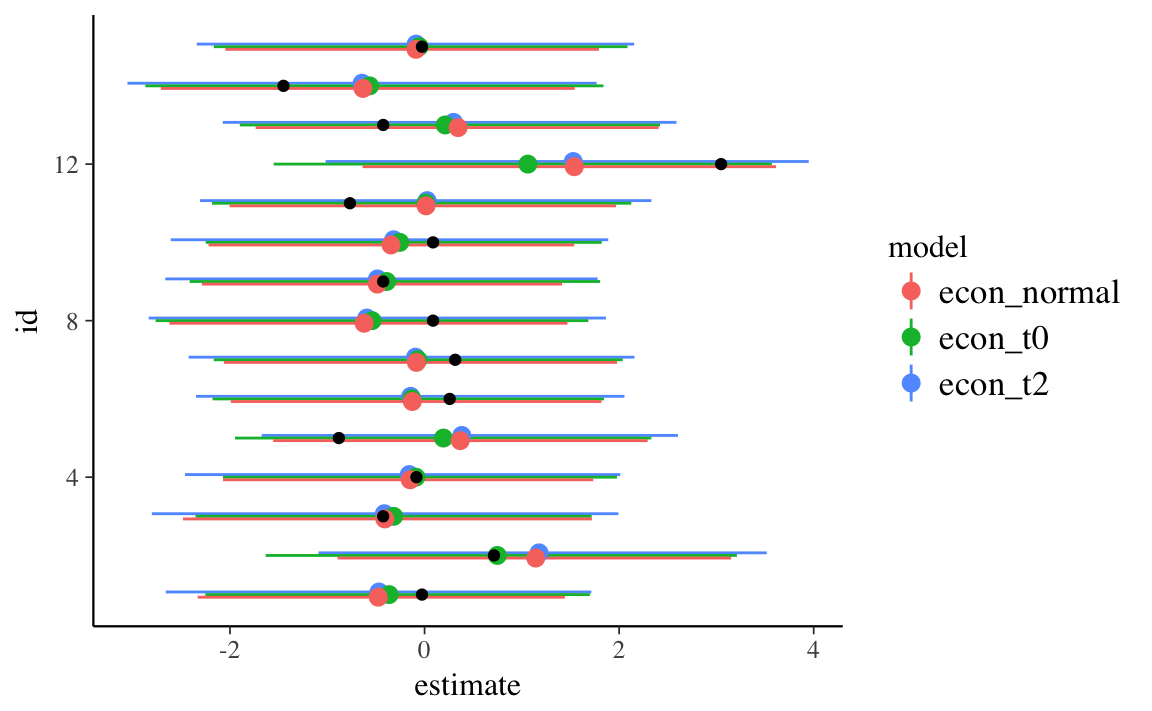 12
8
4
id
-2 0 2 4
estimate
model
econ_normal
econ_t0
econ_t2